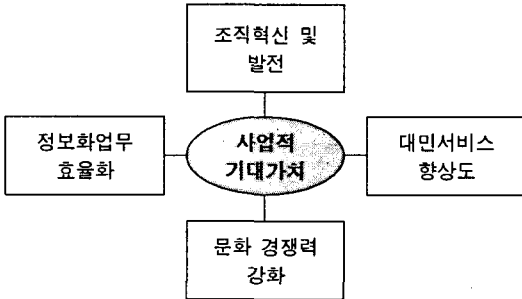 조직혁신 및
발전
정보화업무
효율화
사업적
기대가치
대민서비스
향상도
문화 경쟁력
강화